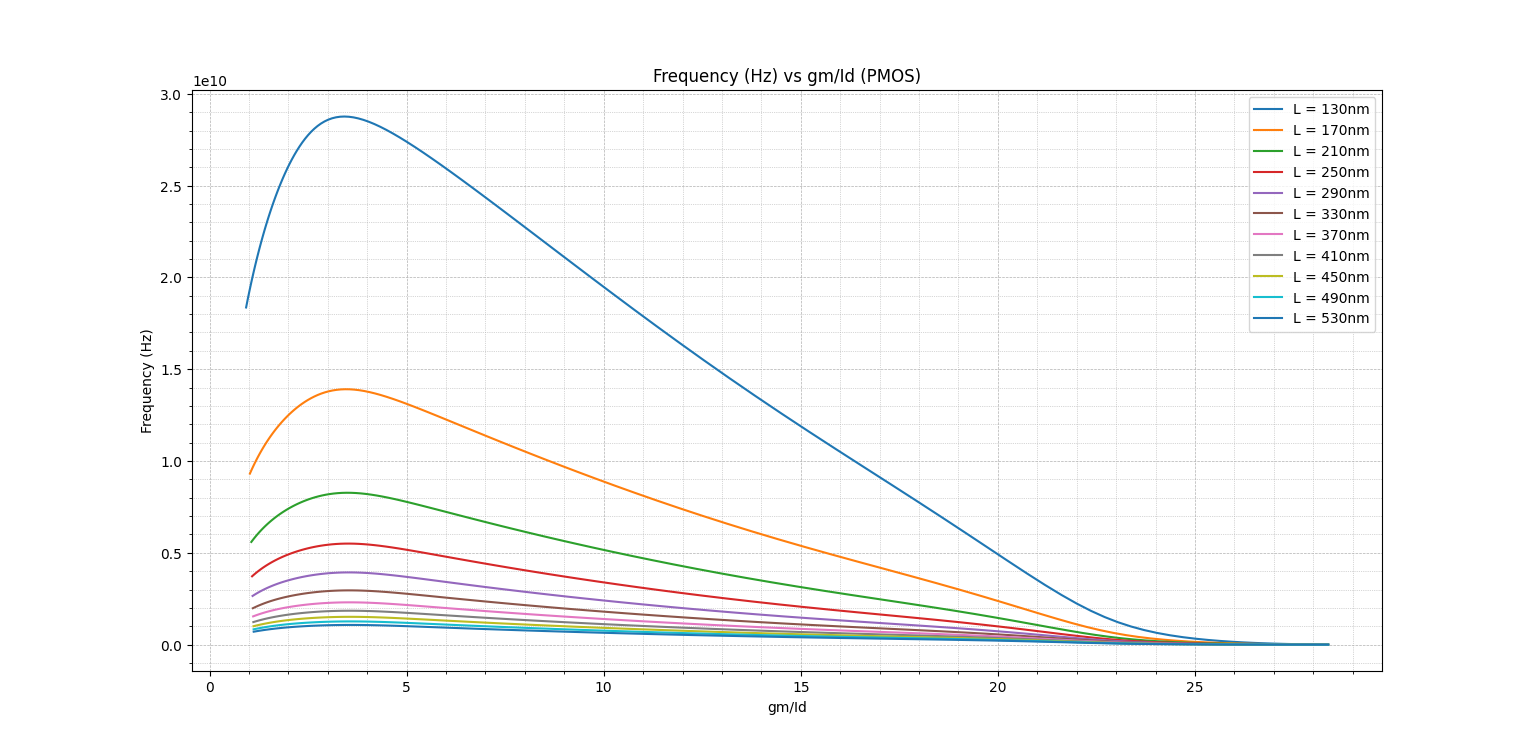 Frequency (Hz) vs gm/Id (PMOS)
1e10
3.0
2.5
2.0
1.5
1.0
0.5
0.0
Frequency (Hz)
L = 130nm
L = 170nm
L = 210nm
L = 250nm
L = 290nm
L = 330nm
L = 370nm
L = 410nm
L = 450nm
L = 490nm
L = 530nm
0 5 10 15 20 25
gm/Id